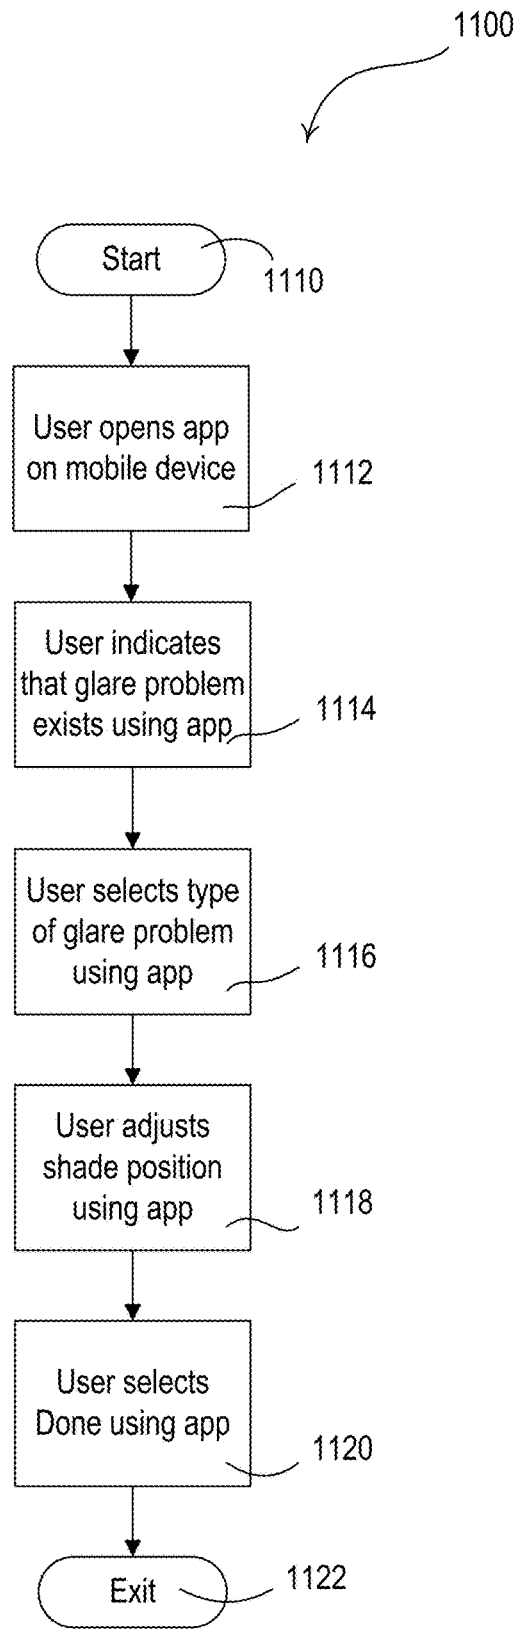 1100
Start
1110
User opens app
on mobile device
1112
User indicates
that glare problem
exists using app
1114
User selects type
of glare problem
using app
1116
User adjusts
shade position
using app
1118
User selects
Done using app
1120
Exit
1122